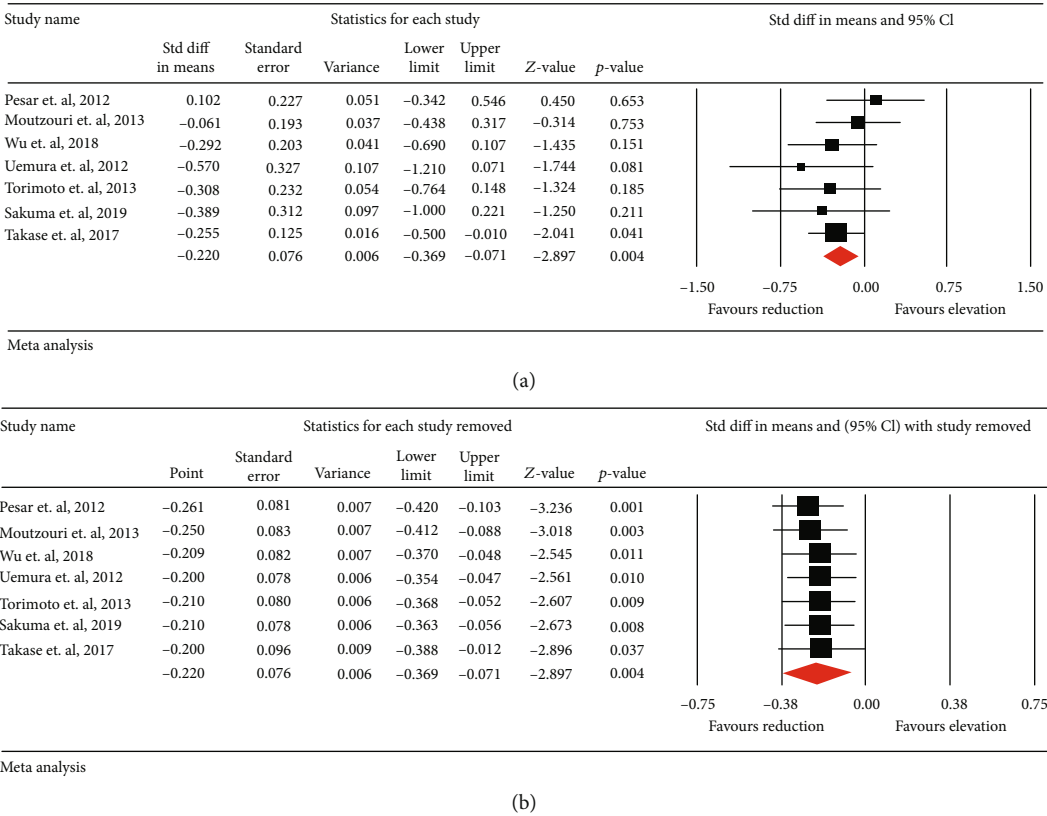 Study name Statistics for each study Std diff in means and 95% Cl
Std diff in means Standard error Variance Lower limit Upper limit Z-value p-value
Pesar et. al, 2012 0.102 0.227 0.051 –0.342 0.546 0.450 0.653
Moutzouri et. al, 2013 –0.061 0.193 0.037 –0.438 0.317 –0.314 0.753
Wu et. al, 2018 –0.292 0.203 0.041 –0.690 0.107 –1.435 0.151
Uemura et. al, 2012 –0.570 0.327 0.107 –1.210 0.071 –1.744 0.081
Torimoto et. al, 2013 –0.308 0.232 0.054 –0.764 0.148 –1.324 0.185
Sakuma et. al, 2019 –0.389 0.312 0.097 –1.000 0.221 –1.250 0.211
Takase et. al, 2017 –0.255 0.125 0.016 –0.500 –0.010 –2.041 0.041
–0.220 0.076 0.006 –0.369 –0.071 –2.897 0.004
–1.50 –0.75 0.00 0.75 1.50
Favours reduction Favours elevation
Meta analysis
(a)
Study name Statistics for each study removed Std diff in means and (95% Cl) with study removed
Point Standard error Variance Lower limit Upper limit Z-value p-value
Pesar et. al, 2012 –0.261 0.081 0.007 –0.420 –0.103 –3.236 0.001
Moutzouri et. al, 2013 –0.250 0.083 0.007 –0.412 –0.088 –3.018 0.003
Wu et. al, 2018 –0.209 0.082 0.007 –0.370 –0.048 –2.545 0.011
Uemura et. al, 2012 –0.200 0.078 0.006 –0.354 –0.047 –2.561 0.010
Torimoto et. al, 2013 –0.210 0.080 0.006 –0.368 –0.052 –2.607 0.009
Sakuma et. al, 2019 –0.210 0.078 0.006 –0.363 –0.056 –2.673 0.008
Takase et. al, 2017 –0.200 0.096 0.009 –0.388 –0.012 –2.896 0.037
–0.220 0.076 0.006 –0.369 –0.071 –2.897 0.004
–0.75 –0.38 0.00 0.38 0.75
Favours reduction Favours elevation
Meta analysis
(b)